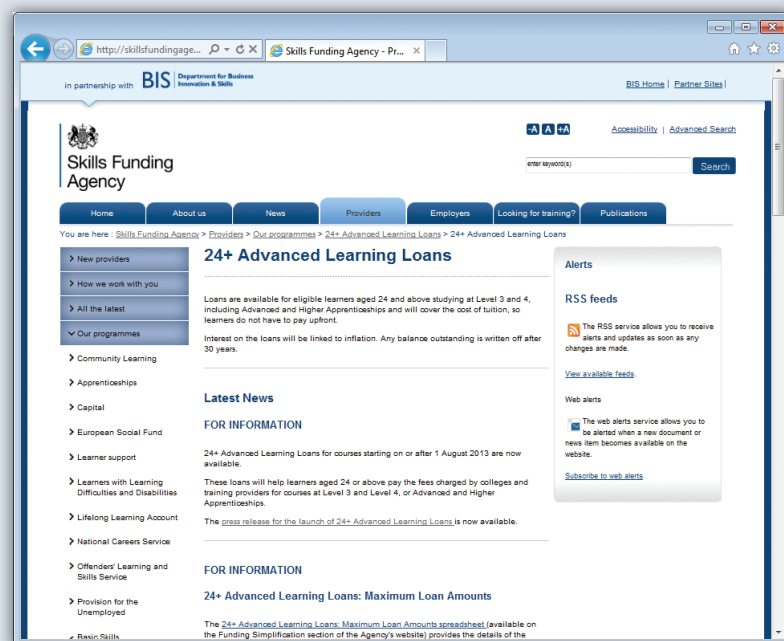 http://skillsfundingage...
Skills Funding Agency - Pr...
in partnership with BIS Department for Business Innovation & Skills
BIS Home | Partner Sites |
-A A +A
Accessibility | Advanced Search
Skills Funding
Agency
enter keyword(s)
Search
Home About us News Providers Employers Looking for training? Publications
You are here : Skills Funding Agency > Providers > Our programmes > 24+ Advanced Learning Loans > 24+ Advanced Learning Loans
New providers
How we work with you
All the latest
Our programmes
Community Learning
Apprenticeships
Capital
European Social Fund
Learner support
Learners with Learning
Difficulties and Disabilities
Lifelong Learning Account
National Careers Service
Offenders' Learning and
Skills Service
Provision for the
Unemployed
Basic Skills
24+ Advanced Learning Loans
Loans are available for eligible learners aged 24 and above studying at Level 3 and 4,
including Advanced and Higher Apprenticeships and will cover the cost of tuition, so
learners do not have to pay upfront.
Interest on the loans will be linked to inflation. Any balance outstanding is written off after
30 years.
Latest News
FOR INFORMATION
24+ Advanced Learning Loans for courses starting on or after 1 August 2013 are now
available.
These loans will help learners aged 24 or above pay the fees charged by colleges and
training providers for courses at Level 3 and Level 4, or Advanced and Higher
Apprenticeships.
The press release for the launch of 24+ Advanced Learning Loans is now available.
FOR INFORMATION
24+ Advanced Learning Loans: Maximum Loan Amounts
The 24+ Advanced Learning Loans: Maximum Loan Amounts spreadsheet (available on
the Funding Simplification section of the Agency's website) provides the details of the
Alerts
RSS feeds
The RSS service allows you to receive
alerts and updates as soon as any
changes are made.
View available feeds.
Web alerts
The web alerts service allows you to
be alerted when a new document or
news item becomes available on the
website.
Subscribe to web alerts